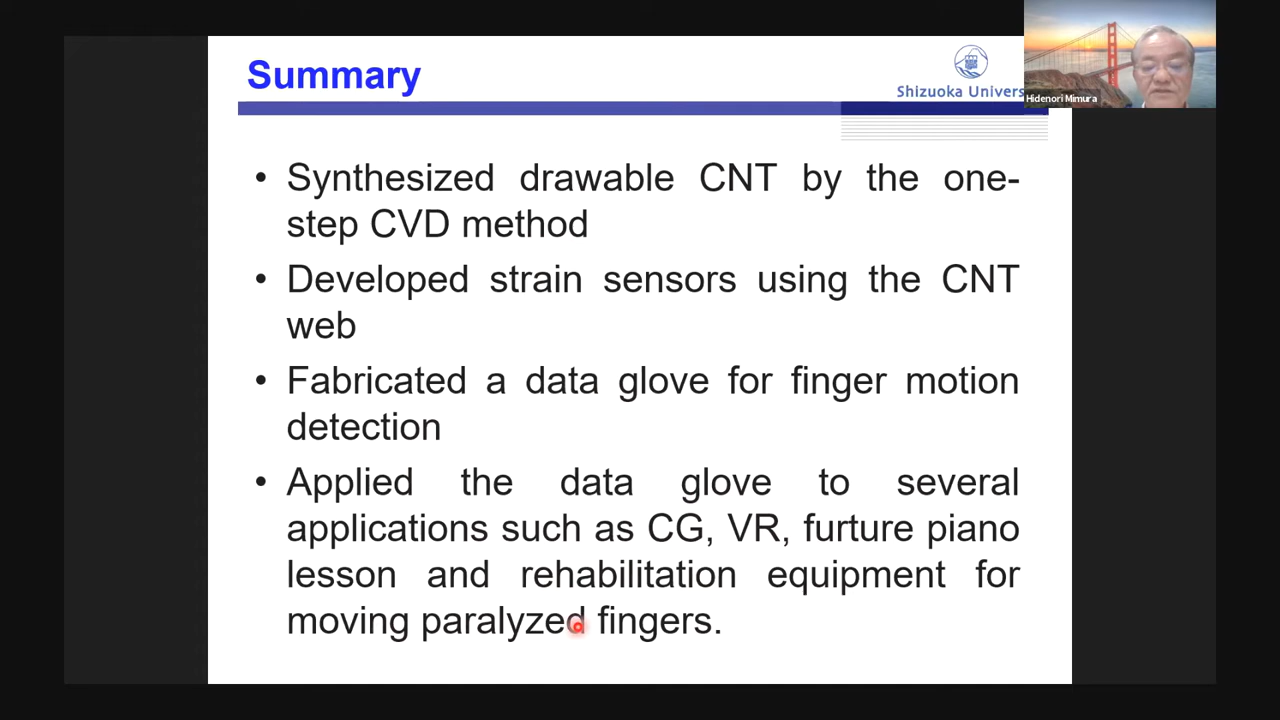 Summary
Shizuoka Univers
Hidenori Mimura
• Synthesized drawable CNT by the one-
step CVD method
• Developed strain sensors using the CNT
web
• Fabricated a data glove for finger motion
detection
• Applied the data glove to several
applications such as CG, VR, furture piano
lesson and rehabilitation equipment for
moving paralyzed fingers.